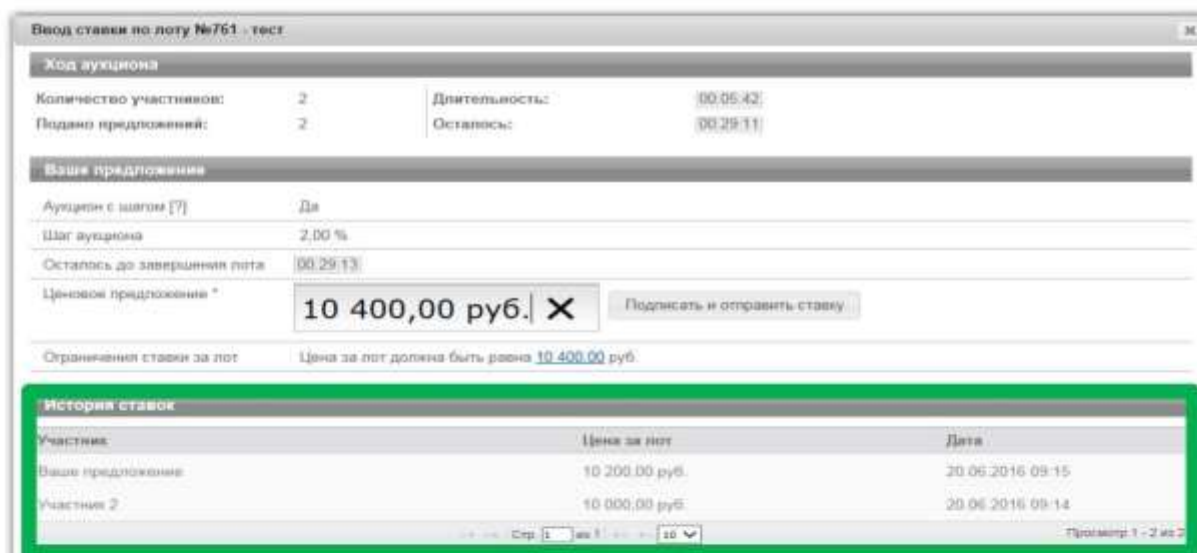 Ввод ставки по лоту №761 - тест
Ход аукциона
Количество участников: 2 Длительность: 00:05:42
Подано предложений: 2 Осталось: 00:29:11
Ваше предложение
Аукцион с шагом [?] Да
Шаг аукциона 2,00 %
Осталось до завершения лота 00:29:13
Ценовое предложение * 10 400,00 руб. Подписать и отправить ставку
Ограничения ставки за лот Цена за лот должна быть равна 10 400.00 руб.
История ставок
Участник Цена за лот Дата
Ваше предложение 10 200.00 руб. 20.06.2016 09:15
Участник 2 10 000,00 руб. 20.06.2016 09:14
Стр. 1 из 1 10 Просмотр 1 - 2 из 2